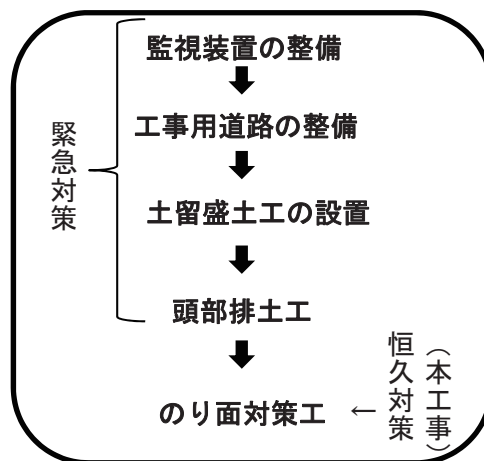 監視装置の整備
工事用道路の整備
緊急対策
土留盛土工の設置
頭部排土工
のり面対策工
恒久対策
（本工事）